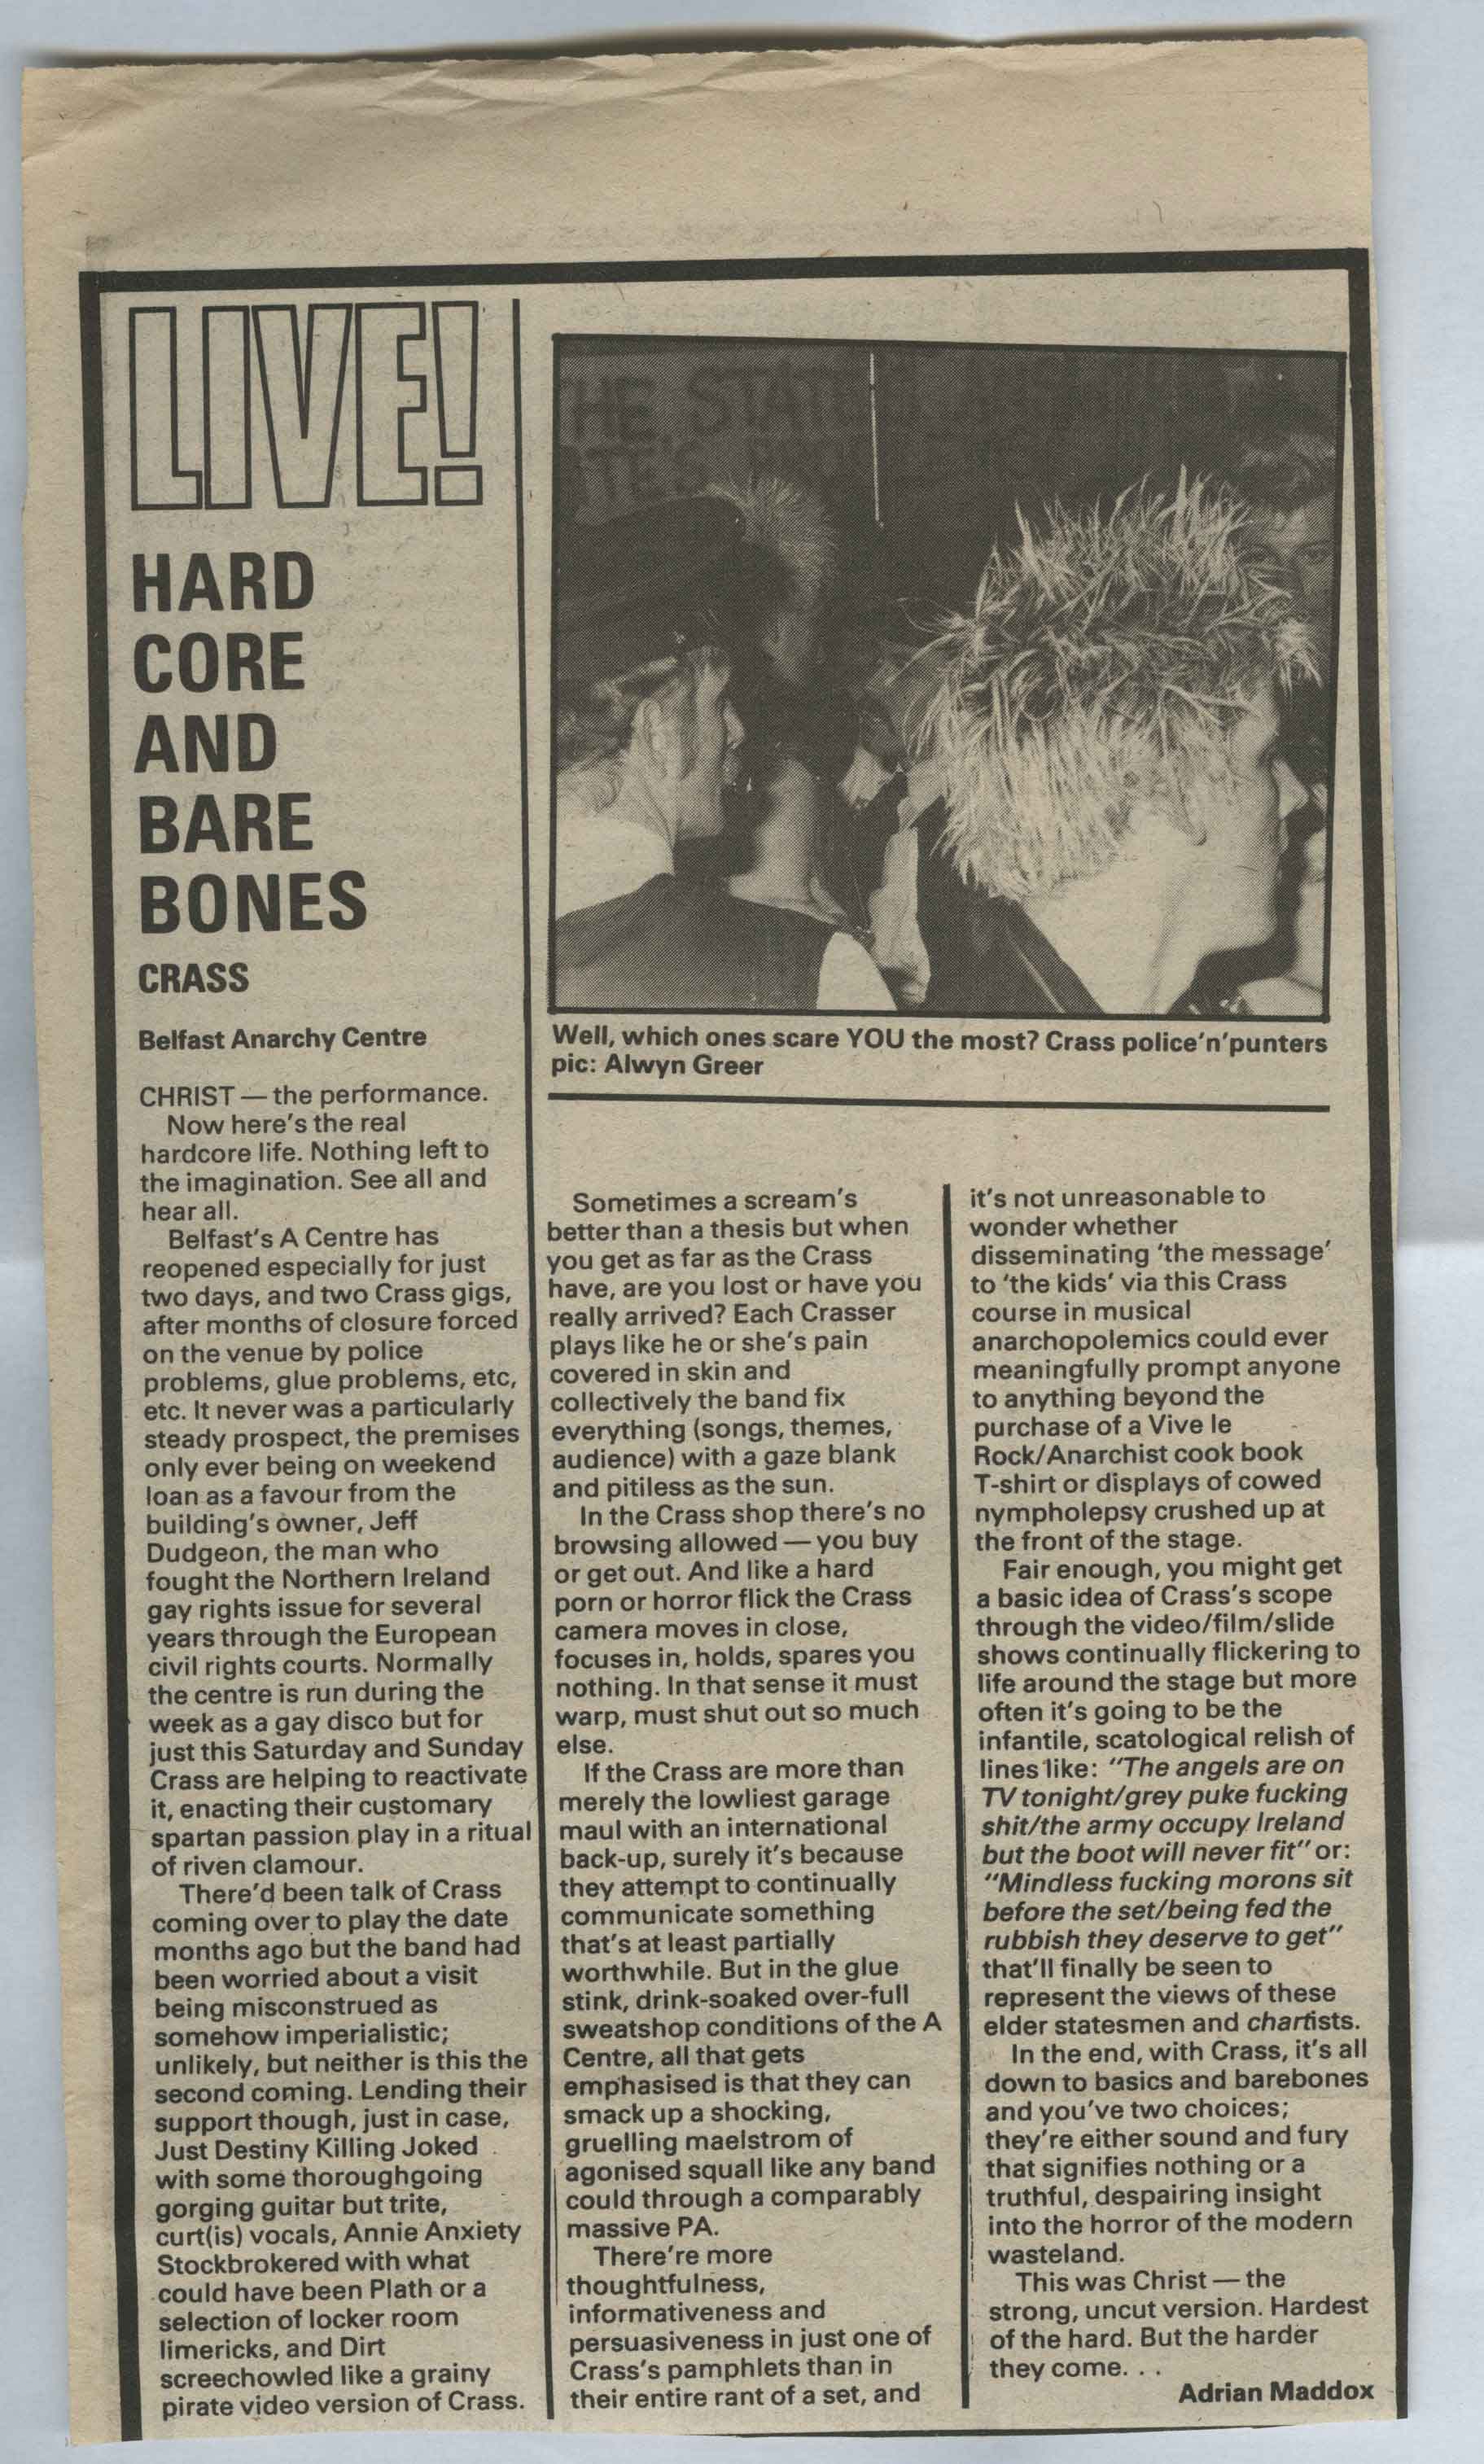 LIVE!
HARD
CORE
AND
BARE
BONES
CRASS
Belfast Anarchy Centre
CHRIST — the performance.
Now here's the real
hardcore life. Nothing left to
the imagination. See all and
hear all.
Belfast's A Centre has
reopened especially for just
two days, and two Crass gigs,
after months of closure forced
on the venue by police
problems, glue problems, etc,
etc. It never was a particularly
steady prospect, the premises
only ever being on weekend
loan as a favour from the
building's owner, Jeff
Dudgeon, the man who
fought the Northern Ireland
gay rights issue for several
years through the European
civil rights courts. Normally
the centre is run during the
week as a gay disco but for
just this Saturday and Sunday
Crass are helping to reactivate
it, enacting their customary
spartan passion play in a ritual
of riven clamour.
There'd been talk of Crass
coming over to play the date
months ago but the band had
been worried about a visit
being misconstrued as
somehow imperialistic;
unlikely, but neither is this the
second coming. Lending their
support though, just in case,
Just Destiny Killing Joked
with some thoroughgoing
gorging guitar but trite,
curt(is) vocals, Annie Anxiety
Stockbrokered with what
could have been Plath or a
selection of locker room
limericks, and Dirt
screechowled like a grainy
pirate video version of Crass.
HE STATE
TE'S
Well, which ones scare YOU the most? Crass police'n'punters
pic: Alwyn Greer
Sometimes a scream's
better than a thesis but when
you get as far as the Crass
have, are you lost or have you
really arrived? Each Crasser
plays like he or she's pain
covered in skin and
collectively the band fix
everything (songs, themes,
audience) with a gaze blank
and pitiless as the sun.
In the Crass shop there's no
browsing allowed — you buy
or get out. And like a hard
porn or horror flick the Crass
camera moves in close,
focuses in, holds, spares you
nothing. In that sense it must
warp, must shut out so much
else.
If the Crass are more than
merely the lowliest garage
maul with an international
back-up, surely it's because
they attempt to continually
communicate something
that's at least partially
worthwhile. But in the glue
stink, drink-soaked over-full
sweatshop conditions of the A
Centre, all that gets
emphasised is that they can
smack up a shocking,
gruelling maelstrom of
agonised squall like any band
could through a comparably
massive PA.
There're more
thoughtfulness,
informativeness and
persuasiveness in just one of
Crass's pamphlets than in
their entire rant of a set, and
it's not unreasonable to
wonder whether
disseminating 'the message'
to 'the kids' via this Crass
course in musical
anarchopolemics could ever
meaningfully prompt anyone
to anything beyond the
purchase of a Vive le
Rock/Anarchist cook book
T-shirt or displays of cowed
nympholepsy crushed up at
the front of the stage.
Fair enough, you might get
a basic idea of Crass's scope
through the video/film/slide
shows continually flickering to
life around the stage but more
often it's going to be the
infantile, scatological relish of
lines like: "The angels are on
TV tonight/grey puke fucking
shit/the army occupy Ireland
but the boot will never fit" or:
"Mindless fucking morons sit
before the set/being fed the
rubbish they deserve to get"
that'll finally be seen to
represent the views of these
elder statesmen and chartists.
In the end, with Crass, it's all
down to basics and barebones
and you've two choices;
they're either sound and fury
that signifies nothing or a
truthful, despairing insight
into the horror of the modern
wasteland.
This was Christ — the
strong, uncut version. Hardest
of the hard. But the harder
they come. . .
Adrian Maddox